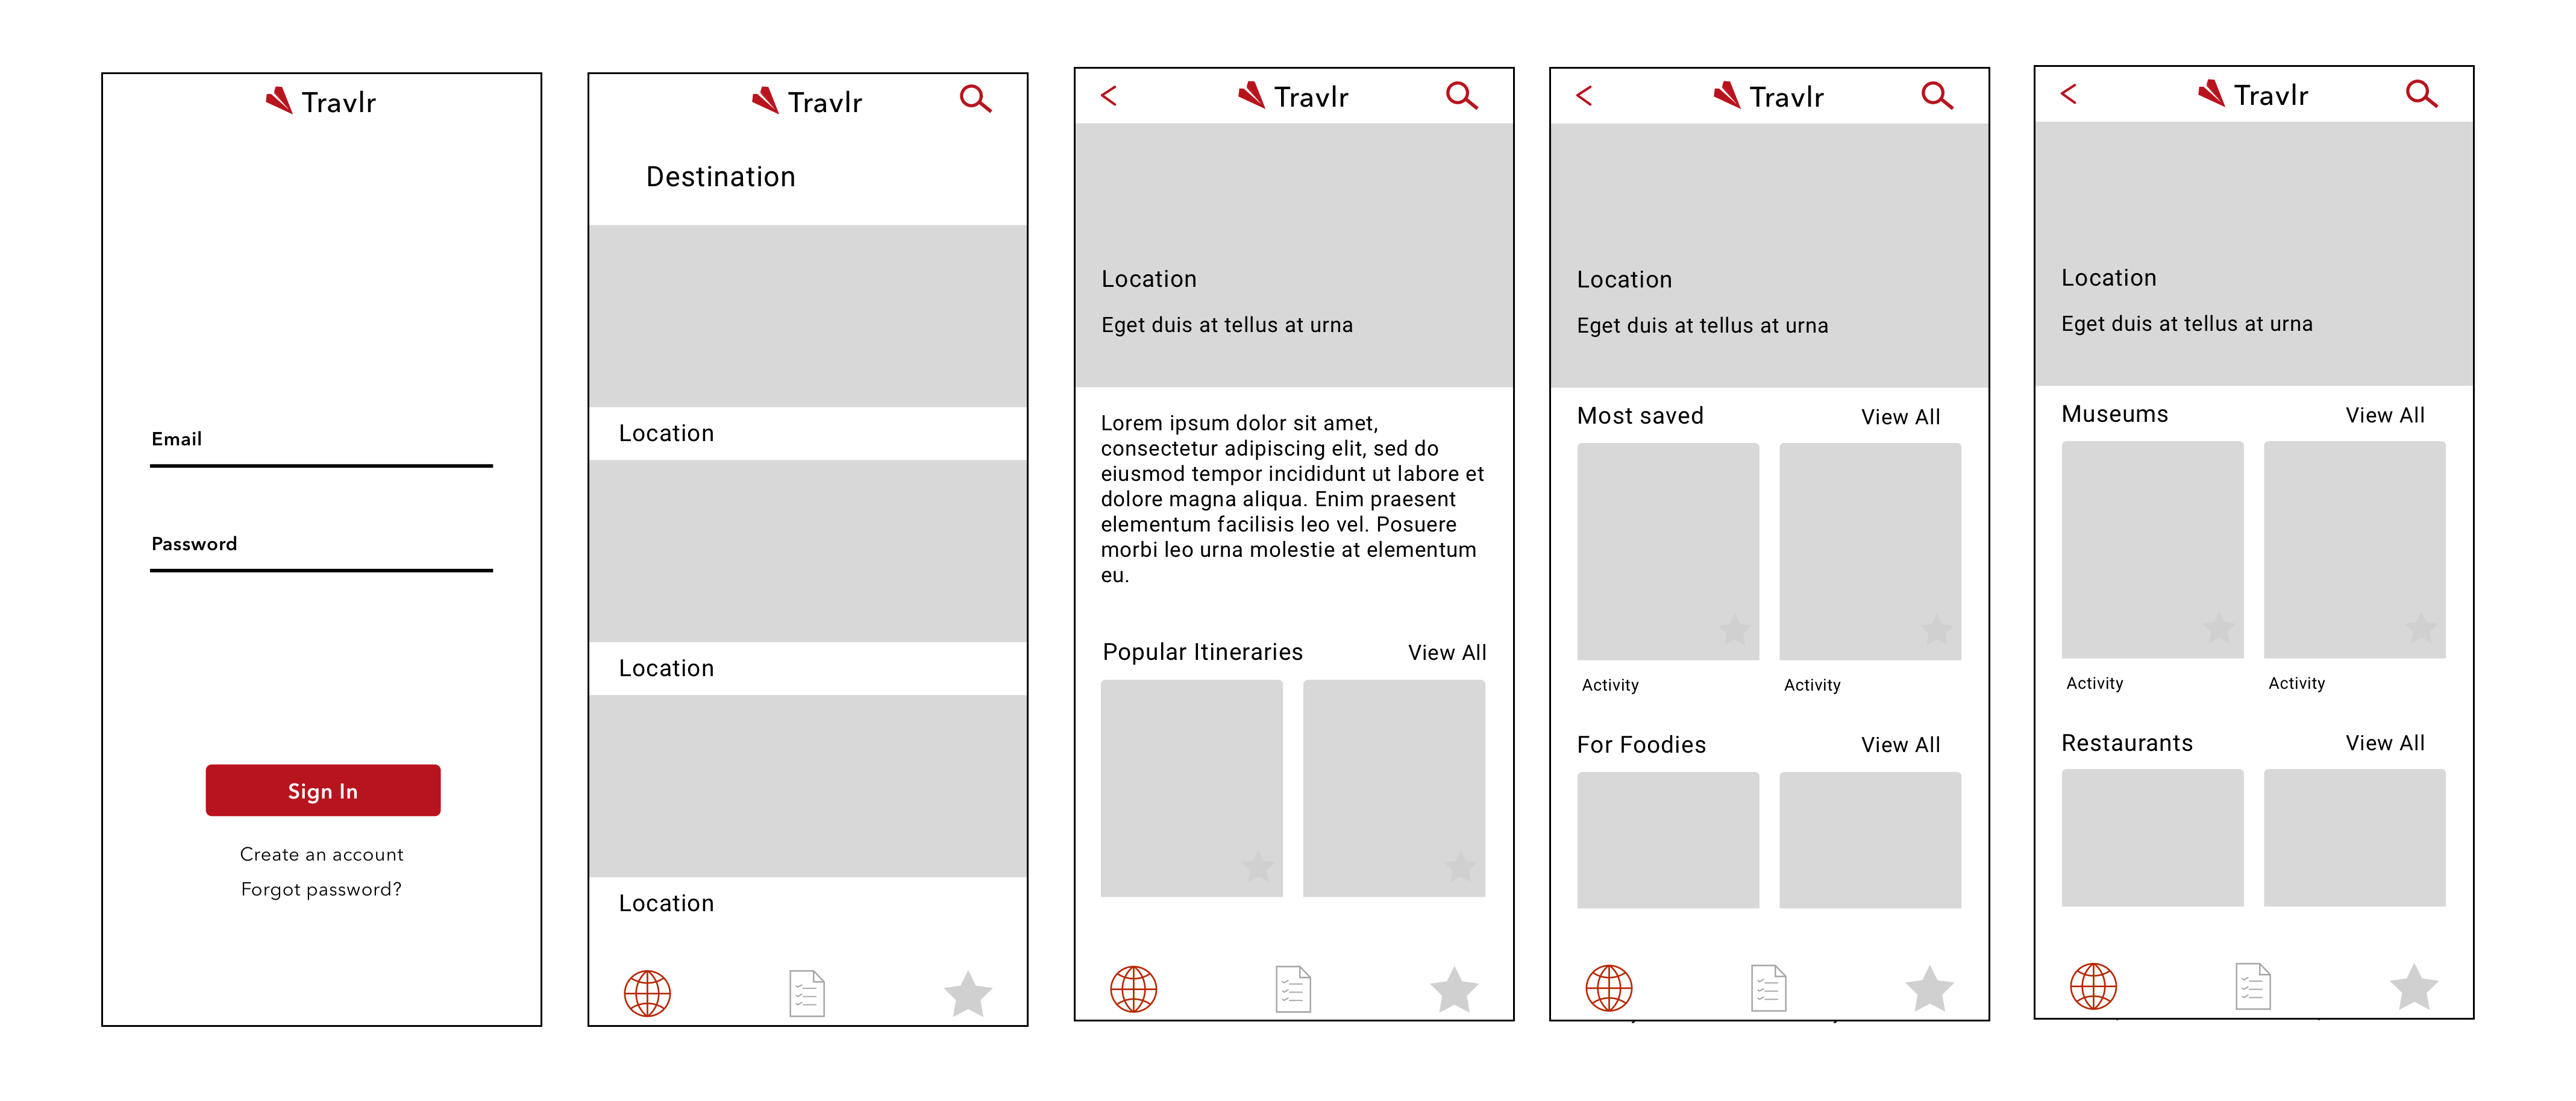 Travlr
Email
Password
Sign In
Create an account
Forgot password?
Travlr
Destination
Location
Location
Location
<
Travlr
Location
Eget duis at tellus at urna
Lorem ipsum dolor sit amet,
consectetur adipiscing elit, sed do
eiusmod tempor incididunt ut labore et
dolore magna aliqua. Enim praesent
elementum facilisis leo vel. Posuere
morbi leo urna molestie at elementum
eu.
Popular Itineraries View All
<
Travlr
Location
Eget duis at tellus at urna
Most saved View All
Activity Activity
For Foodies View All
<
Travlr
Location
Eget duis at tellus at urna
Museums View All
Activity Activity
Restaurants View All